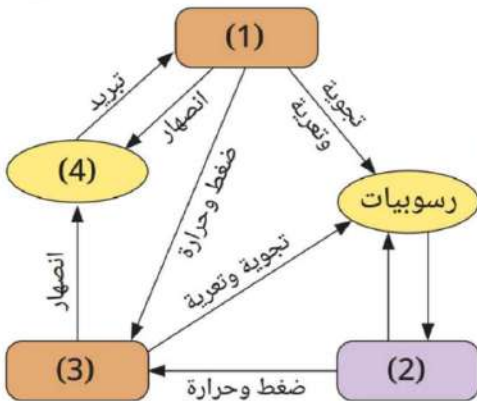 (1)
تبريد
انصهار
ضغط وحرارة
تجوية
وتعرية
(4)
رسوبيات
انصهار
تجوية وتعرية
(3)
ضغط وحرارة
(2)